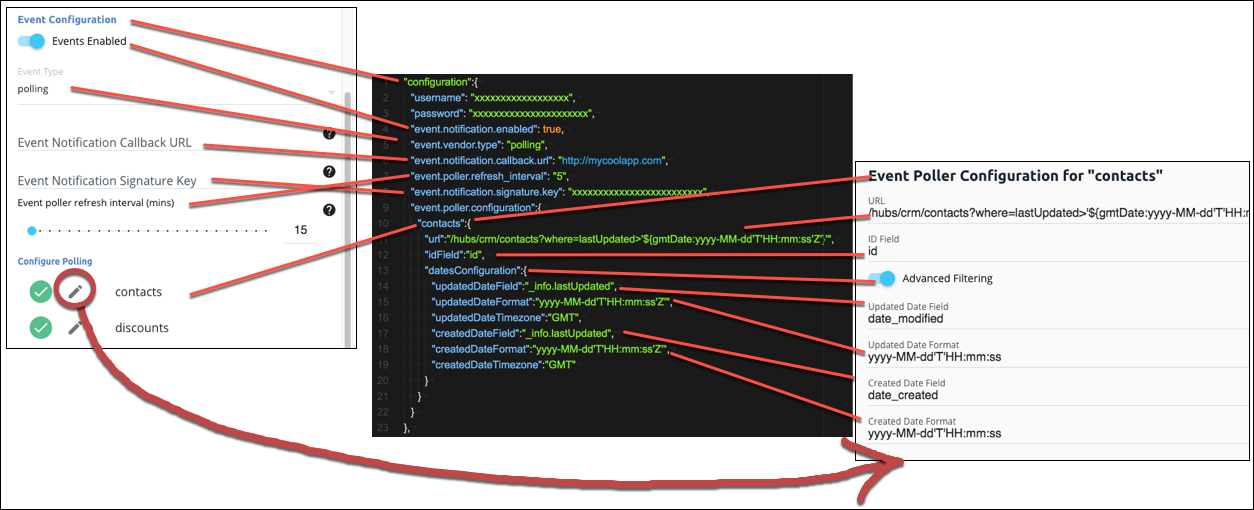 Event Configuration
Events Enabled
Event Type
polling
Event Notification Callback URL
?
Event Notification Signature Key
?
Event poller refresh interval (mins)
?
15
Configure Polling
contacts
discounts
1 "configuration":{
2 "username": "xxxxxxxxxxxxxxxxxx",
3 "password": "xxxxxxxxxxxxxxxxxxxxxx",
4 "event.notification.enabled": true,
5 "event.vendor.type": "polling",
6 "event.notification.callback.url": "http://mycoolapp.com",
7 "event.poller.refresh_interval": "5",
8 "event.notification.signature.key": "xxxxxxxxxxxxxxxxxxxxxxxxx"
9 "event.poller.configuration":{
10 "contacts":{
11 "url":"/hubs/crm/contacts?where=lastUpdated>'${gmtDate:yyyy-MM-dd'T'HH:mm:ss'Z'}'",
12 "idField":"id",
13 "datesConfiguration":{
14 "updatedDateField":"_info.lastUpdated",
15 "updatedDateFormat":"yyyy-MM-dd'T'HH:mm:ss'Z'",
16 "updatedDateTimezone":"GMT",
17 "createdDateField":"_info.lastUpdated",
18 "createdDateFormat":"yyyy-MM-dd'T'HH:mm:ss'Z'",
19 "createdDateTimezone":"GMT"
20 }
21 }
22 }
23 },
Event Poller Configuration for "contacts"
URL
/hubs/crm/contacts?where=lastUpdated>'${gmtDate:yyyy-MM-dd'T'HH:m
ID Field
id
Advanced Filtering
Updated Date Field
date_modified
Updated Date Format
yyyy-MM-dd'T'HH:mm:ss
Created Date Field
date_created
Created Date Format
yyyy-MM-dd'T'HH:mm:ss